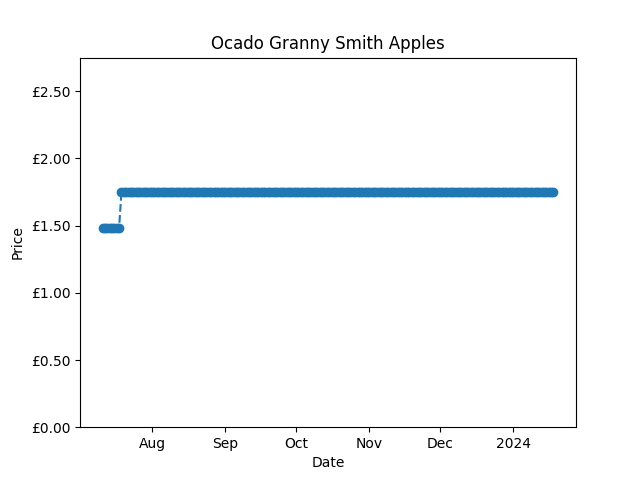 Ocado Granny Smith Apples
£2.50
£2.00
£1.50
£1.00
£0.50
£0.00
Price
Aug Sep Oct Nov Dec 2024
Date